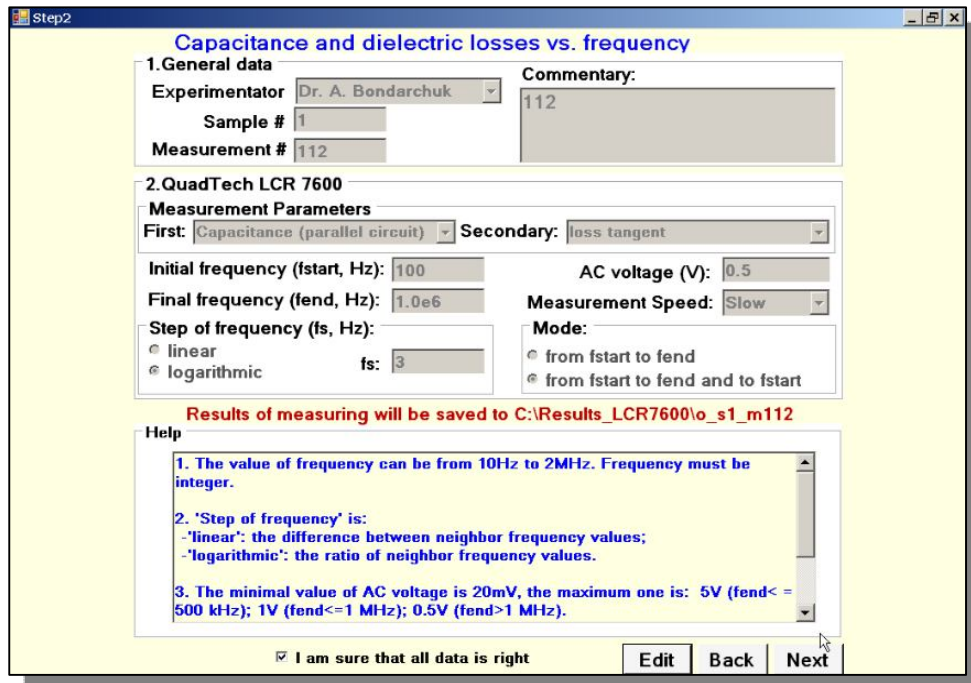 Step2
Capacitance and dielectric losses vs. frequency
1.General data
Experimentator Dr. A. Bondarchuk
Sample # 1
Measurement # 112
Commentary:
112
2.QuadTech LCR 7600
Measurement Parameters
First: Capacitance (parallel circuit) Secondary: loss tangent
Initial frequency (fstart, Hz): 100 AC voltage (V): 0.5
Final frequency (fend, Hz): 1.0e6 Measurement Speed: Slow
Step of frequency (fs, Hz):
linear
logarithmic
fs: 3
Mode:
from fstart to fend
from fstart to fend and to fstart
Results of measuring will be saved to C:\Results_LCR7600\o_s1_m112
Help
1. The value of frequency can be from 10Hz to 2MHz. Frequency must be
integer.
2. 'Step of frequency' is:
-'linear': the difference between neighbor frequency values;
-'logarithmic': the ratio of neighbor frequency values.
3. The minimal value of AC voltage is 20mV, the maximum one is: 5V (fend< =
500 kHz); 1V (fend<=1 MHz); 0.5V (fend>1 MHz).
I am sure that all data is right
Edit Back Next